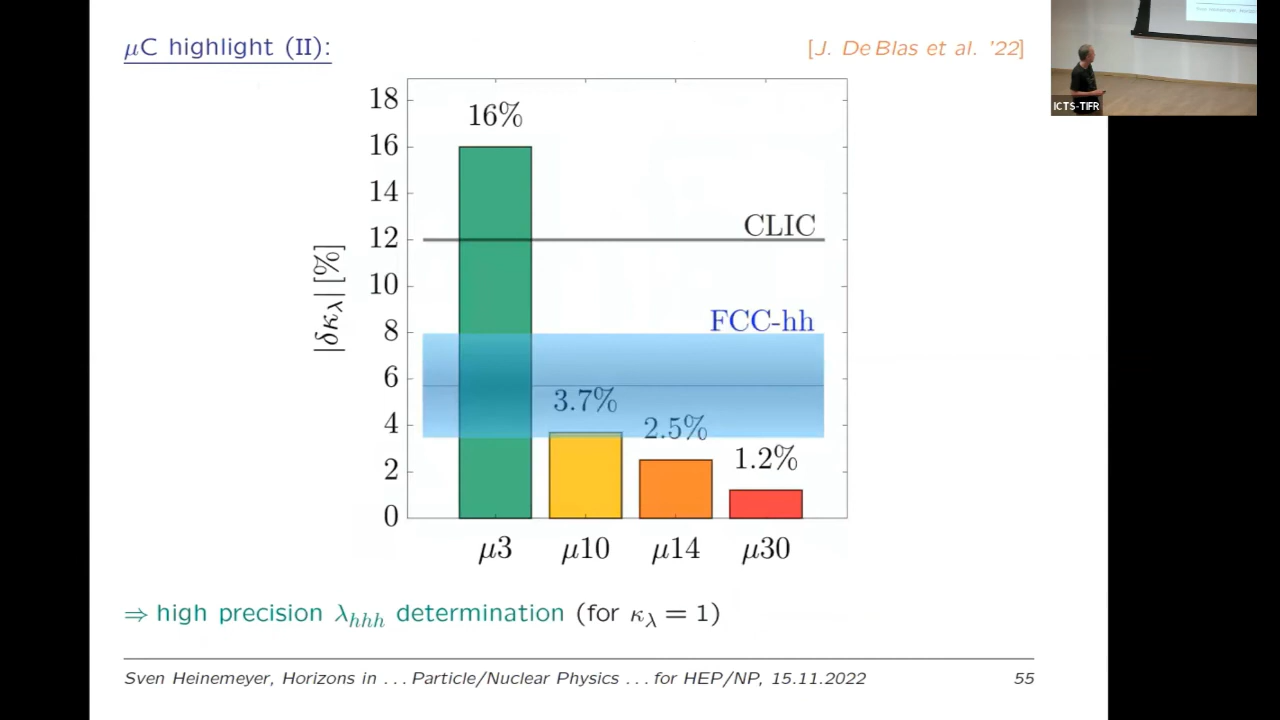 μC highlight (II):
[J. De Blas et al. '22]
ICTS-TIFR
18
16
14
12
10
8
6
4
2
0
|δκλ| [%]
16%
CLIC
FCC-hh
3.7%
2.5%
1.2%
μ3 μ10 μ14 μ30
⇒ high precision λhhh determination (for κλ = 1)
Sven Heinemeyer, Horizons in ... Particle/Nuclear Physics ... for HEP/NP, 15.11.2022 55